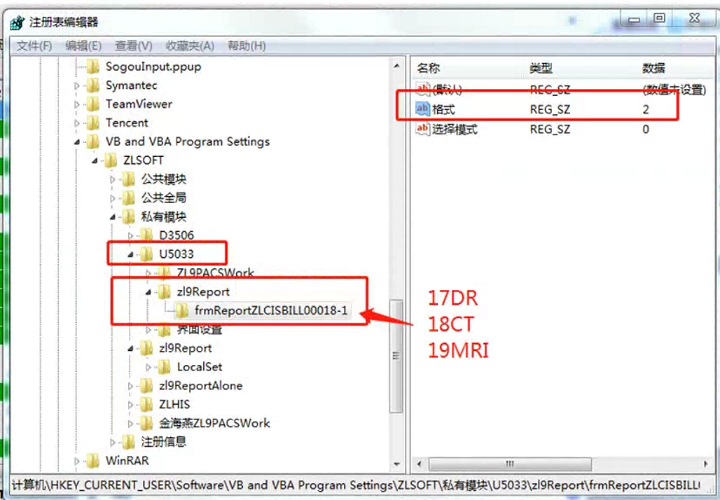 注册表编辑器
文件(F) 编辑(E) 查看(V) 收藏夹(A) 帮助(H)
SogouInput.ppup
Symantec
TeamViewer
Tencent
VB and VBA Program Settings
ZLSOFT
公共模块
公共全局
私有模块
D3506
U5033
ZL9PACSWork
zl9Report
frmReportZLCISBILL00018-1
界面设置
zl9Report
LocalSet
zl9ReportAlone
ZLHIS
金海燕ZL9PACSWork
注册信息
WinRAR
名称 类型 数据
ab (默认) REG_SZ (数值未设置)
ab 格式 REG_SZ 2
ab 选择模式 REG_SZ 0
17DR
18CT
19MRI
计算机\HKEY_CURRENT_USER\Software\VB and VBA Program Settings\ZLSOFT\私有模块\U5033\zl9Report\frmReportZLCISBILL